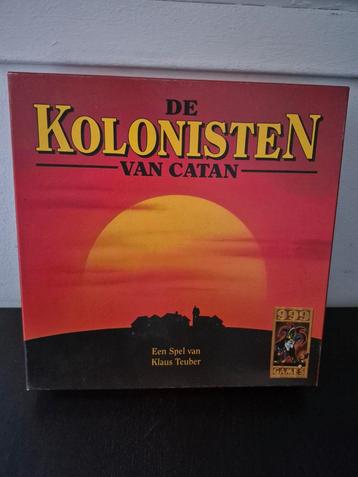 DE
KOLONISTEN
VAN CATAN
Een Spel van
Klaus Teuber
999
GAMES